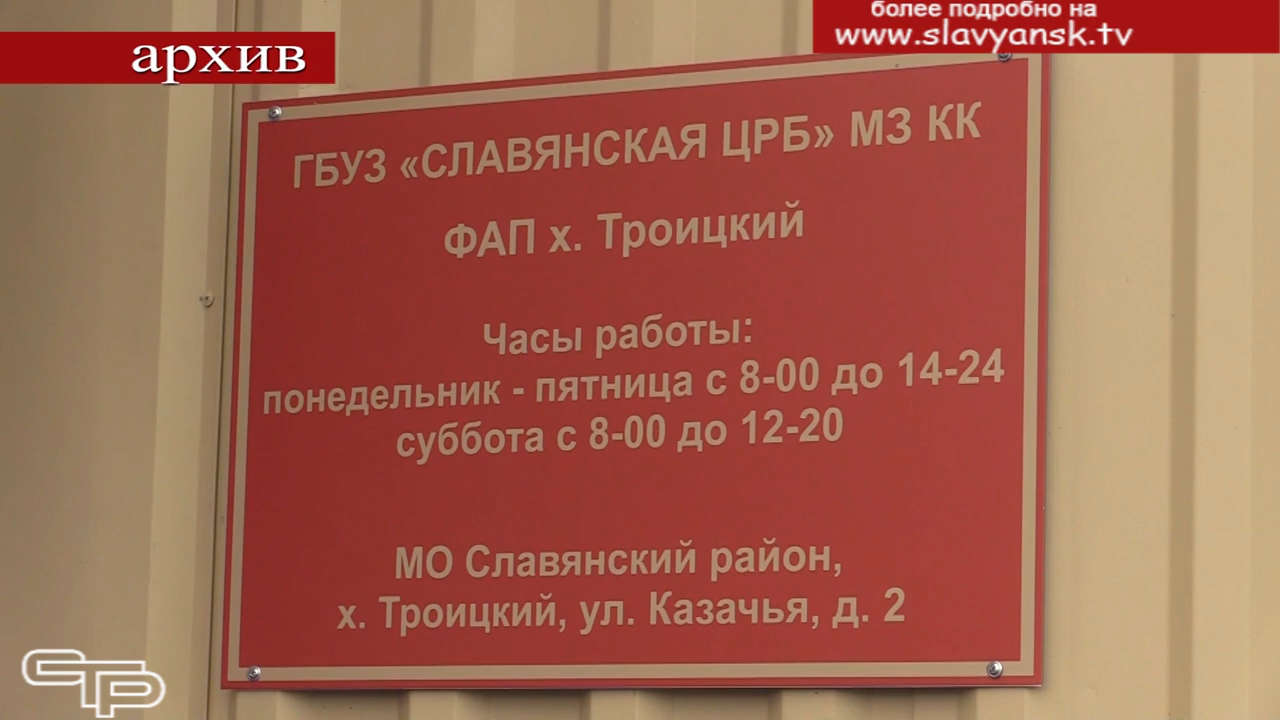 архив
более подробно на
www.slavyansk.tv
ГБУЗ «СЛАВЯНСКАЯ ЦРБ» МЗ КК
ФАП х. Троицкий
Часы работы:
понедельник - пятница с 8-00 до 14-24
суббота с 8-00 до 12-20
МО Славянский район,
х. Троицкий, ул. Казачья, д. 2
СТР